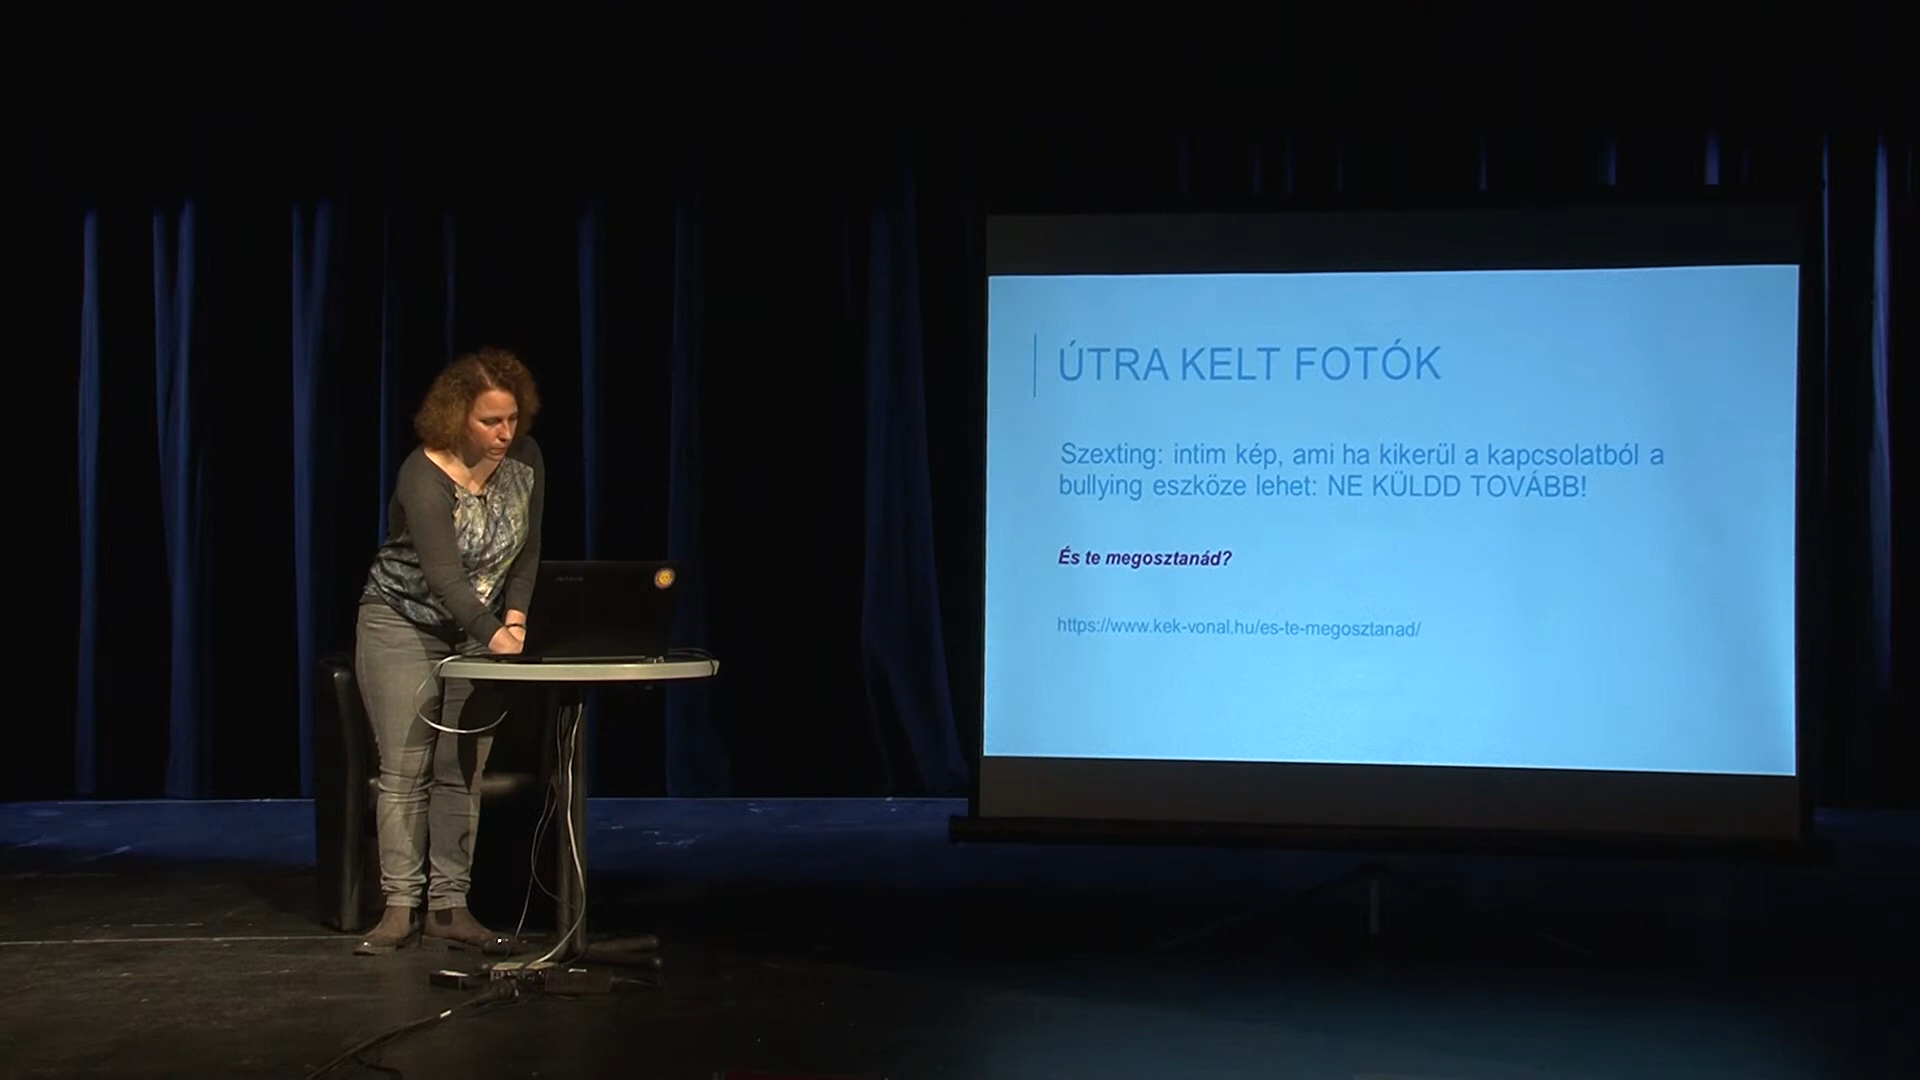 ÚTRA KELT FOTÓK
Szexting: intim kép, ami ha kikerül a kapcsolatból a
bullying eszköze lehet: NE KÜLDD TOVÁBB!
És te megosztanád?
https://www.kek-vonal.hu/es-te-megosztanad/